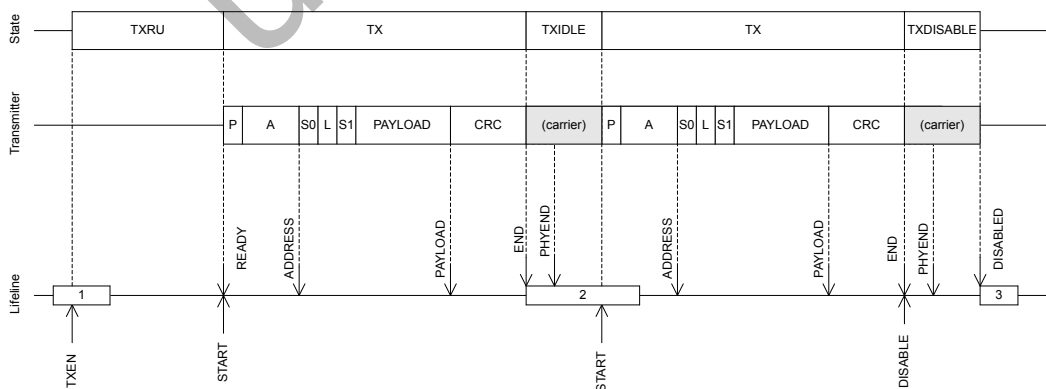 State
TXRU
TX
TXIDLE
TX
TXDISABLE
Transmitter
P
A
S0
L
S1
PAYLOAD
CRC
(carrier)
P
A
S0
L
S1
PAYLOAD
CRC
(carrier)
READY
ADDRESS
PAYLOAD
END
PHYEND
ADDRESS
PAYLOAD
END
PHYEND
DISABLED
Lifeline
1
2
3
TXEN
START
START
DISABLE